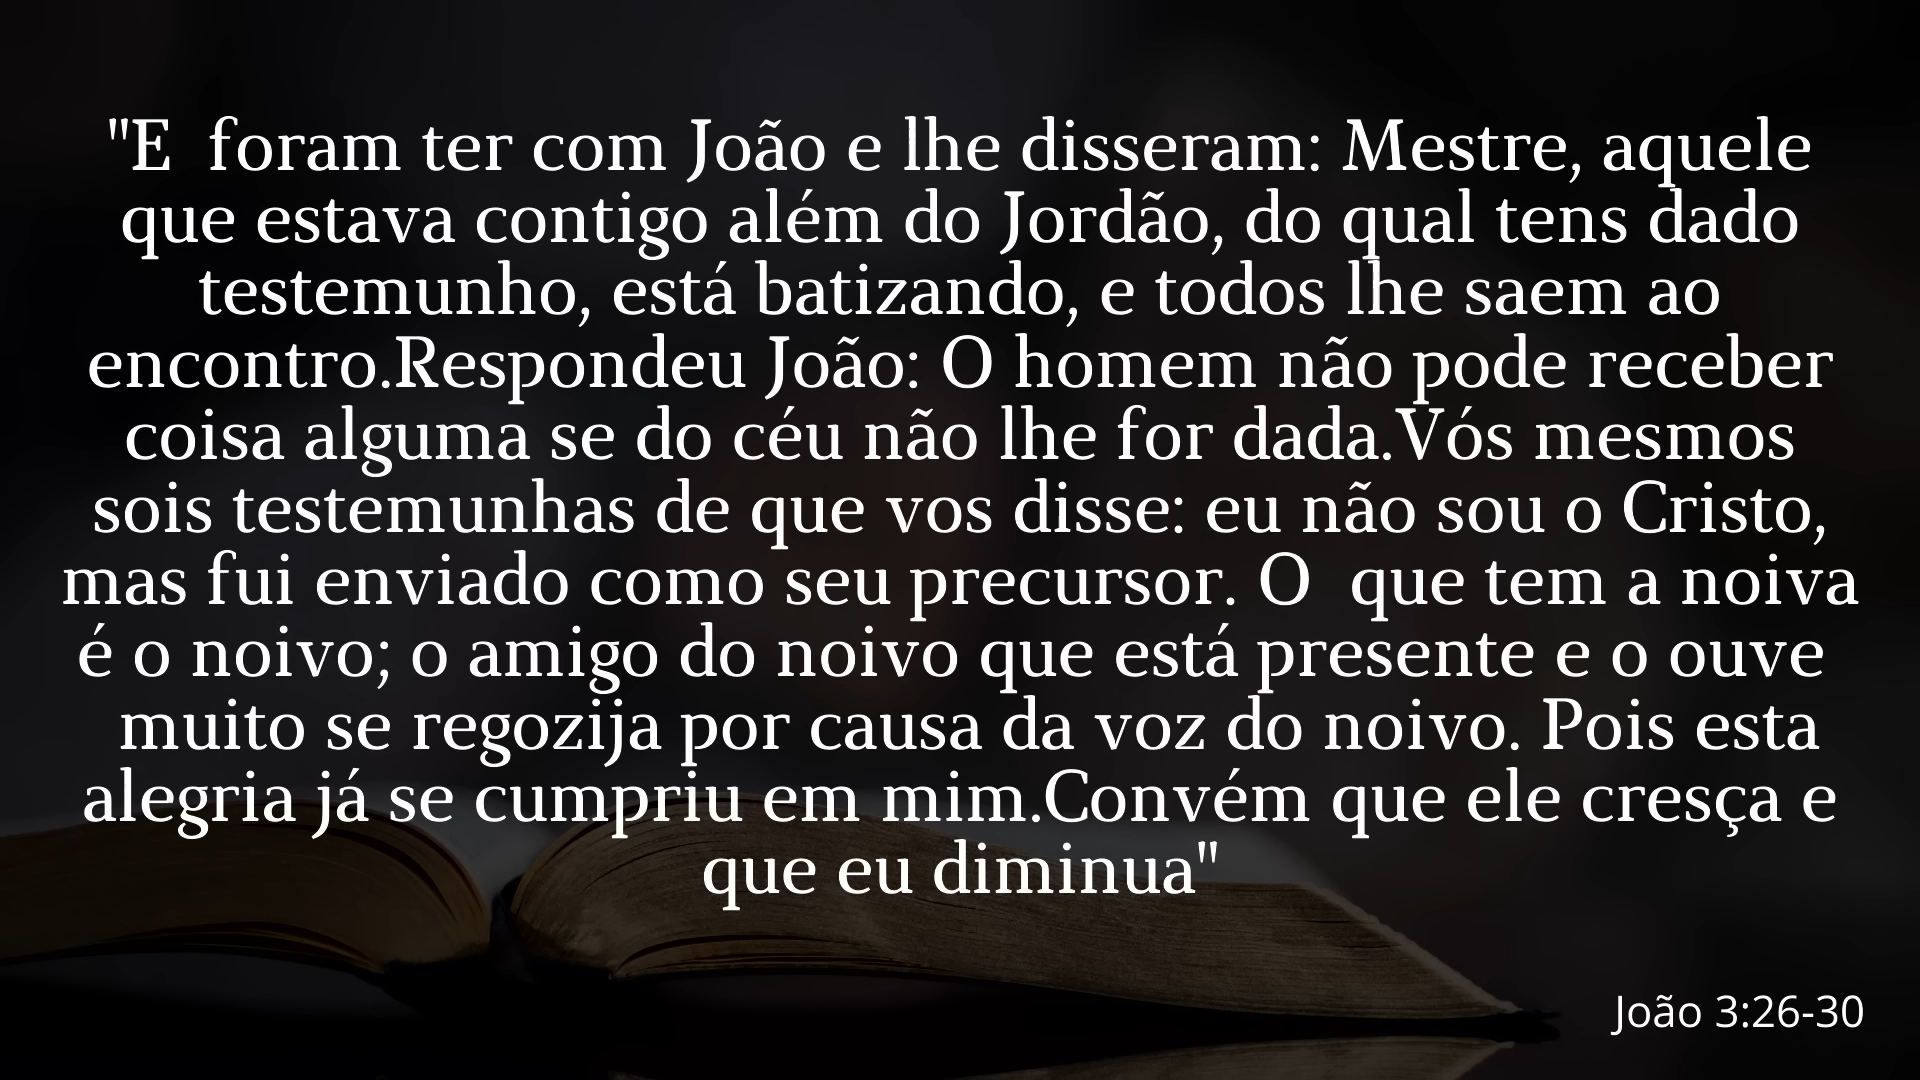 "E  foram ter com João e lhe disseram: Mestre, aquele
que estava contigo além do Jordão, do qual tens dado
testemunho, está batizando, e todos lhe saem ao
encontro.Respondeu João: O homem não pode receber
coisa alguma se do céu não lhe for dada.Vós mesmos
sois testemunhas de que vos disse: eu não sou o Cristo,
mas fui enviado como seu precursor. O  que tem a noiva
é o noivo; o amigo do noivo que está presente e o ouve
muito se regozija por causa da voz do noivo. Pois esta
alegria já se cumpriu em mim.Convém que ele cresça e
que eu diminua"
João 3:26-30